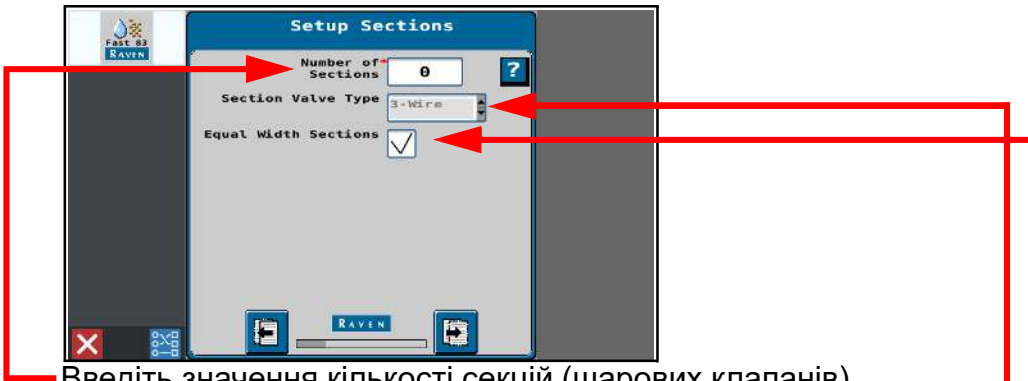 Setup Sections
Fast 83
RAVEN
Number of*
Sections
0
?
Section Valve Type
3-Wire
Equal Width Sections
RAVEN
Введіть значення кількості секцій (шарових клапанів)